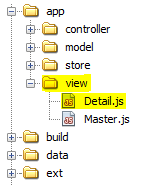 app
controller
model
store
view
Detail.js
Master.js
build
data
ext